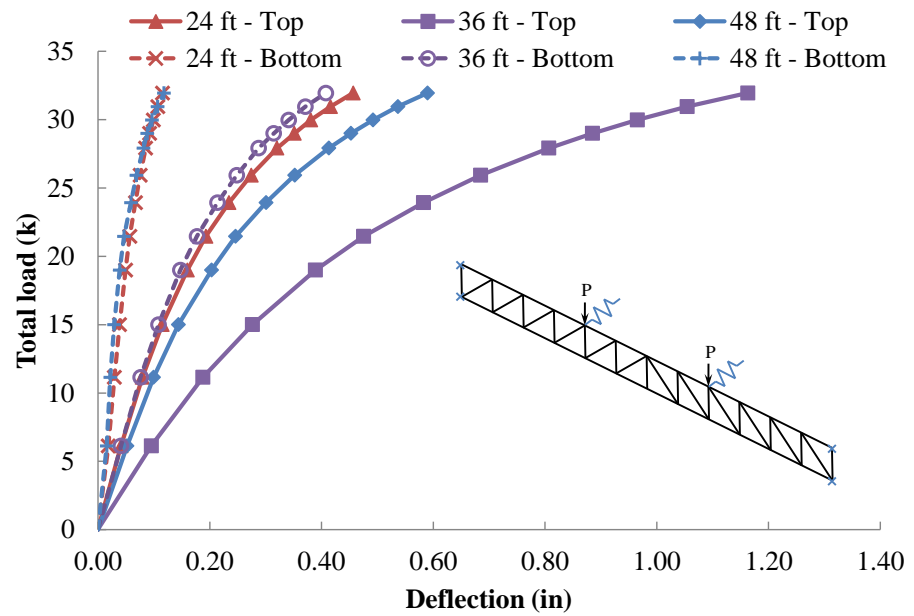 24 ft - Top 36 ft - Top 48 ft - Top
24 ft - Bottom 36 ft - Bottom 48 ft - Bottom
35
30
25
20
15
10
5
0
Total load (k)
P
P
0.00 0.20 0.40 0.60 0.80 1.00 1.20 1.40
Deflection (in)